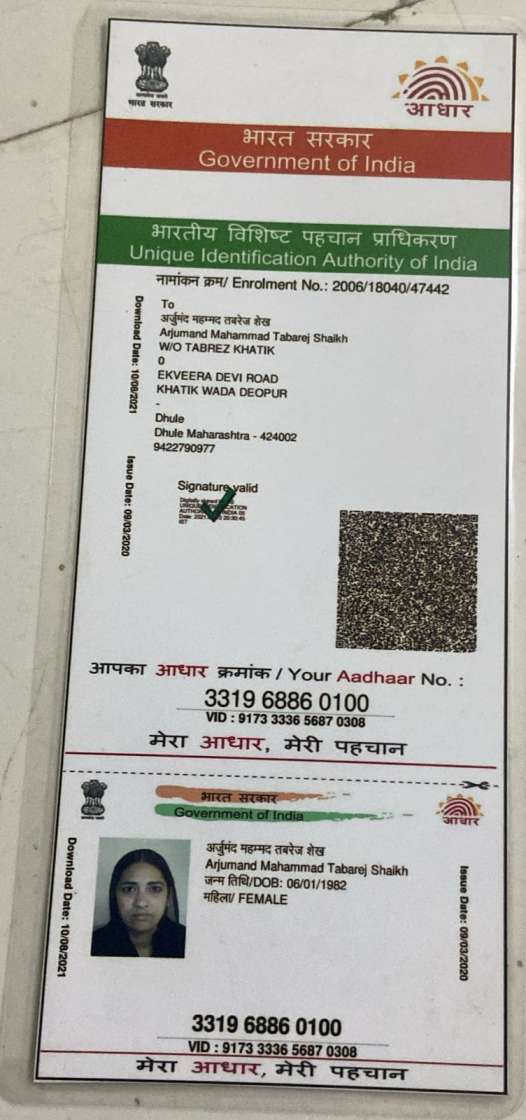 भारत सरकार
आधार
भारत सरकार
Government of India
भारतीय विशिष्ट पहचान प्राधिकरण
Unique Identification Authority of India
नामांकन क्रम/ Enrolment No.: 2006/18040/47442
Download Date: 10/08/2021
Issue Date: 09/03/2020
To
अर्जुमंद महम्मद तबरेज शेख
Arjumand Mahammad Tabarej Shaikh
W/O TABREZ KHATIK
0
EKVEERA DEVI ROAD
KHATIK WADA DEOPUR
-
Dhule
Dhule Maharashtra - 424002
9422790977
Signature valid
आपका आधार क्रमांक / Your Aadhaar No. :
3319 6886 0100
VID : 9173 3336 5687 0308
मेरा आधार, मेरी पहचान
भारत सरकार
Government of India
आधार
Download Date: 10/08/2021
अर्जुमंद महम्मद तबरेज शेख
Arjumand Mahammad Tabarej Shaikh
जन्म तिथि/DOB: 06/01/1982
महिला/ FEMALE
Issue Date: 09/03/2020
3319 6886 0100
VID : 9173 3336 5687 0308
मेरा आधार, मेरी पहचान